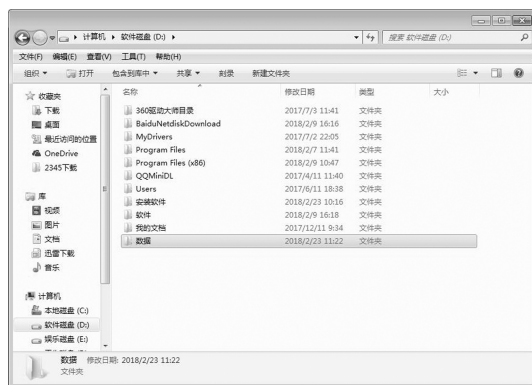 计算机 ▸ 软件磁盘 (D:) ▸
搜索 软件磁盘 (D:)
文件(F) 编辑(E) 查看(V) 工具(T) 帮助(H)
组织 打开 包含到库中 共享 刻录 新建文件夹
收藏夹
下载
桌面
最近访问的位置
OneDrive
2345下载
库
视频
图片
文档
迅雷下载
音乐
计算机
本地磁盘 (C:)
软件磁盘 (D:)
娱乐磁盘 (E:)
名称 修改日期 类型 大小
360驱动大师目录 2017/7/3 11:41 文件夹
BaiduNetdiskDownload 2018/2/9 16:16 文件夹
MyDrivers 2017/7/2 22:05 文件夹
Program Files 2018/2/7 11:41 文件夹
Program Files (x86) 2018/2/9 10:47 文件夹
QQMiniDL 2017/4/11 11:40 文件夹
Users 2017/6/11 18:38 文件夹
安装软件 2018/2/23 10:16 文件夹
软件 2018/2/9 16:18 文件夹
我的文档 2017/12/11 9:34 文件夹
数据 2018/2/23 11:22 文件夹
数据 修改日期: 2018/2/23 11:22
文件夹